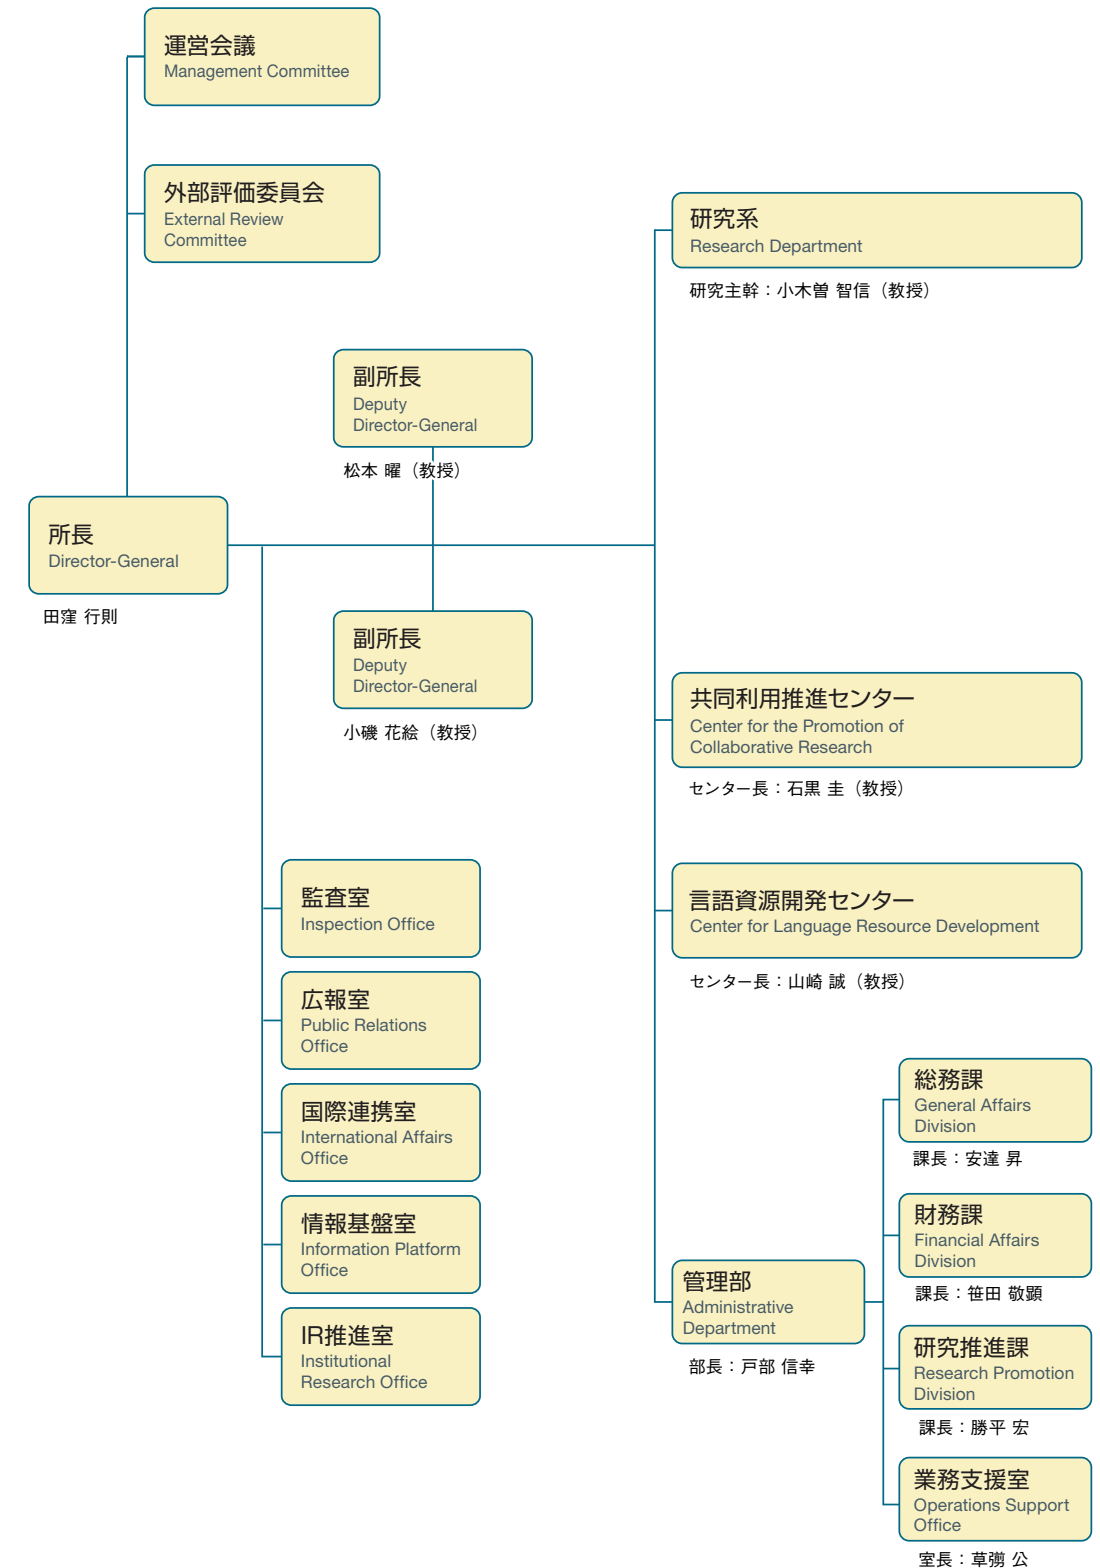 運営会議
Management Committee
外部評価委員会
External Review
Committee
研究系
Research Department
研究主幹：小木曽 智信（教授）
副所長
Deputy
Director-General
松本 曜（教授）
所長
Director-General
田窪 行則
副所長
Deputy
Director-General
小磯 花絵（教授）
共同利用推進センター
Center for the Promotion of
Collaborative Research
センター長：石黒 圭（教授）
監査室
Inspection Office
言語資源開発センター
Center for Language Resource Development
センター長：山崎 誠（教授）
広報室
Public Relations
Office
国際連携室
International Affairs
Office
情報基盤室
Information Platform
Office
IR推進室
Institutional
Research Office
管理部
Administrative
Department
部長：戸部 信幸
総務課
General Affairs
Division
課長：安達 昇
財務課
Financial Affairs
Division
課長：笹田 敬顕
研究推進課
Research Promotion
Division
課長：勝平 宏
業務支援室
Operations Support
Office
室長：草彅 公